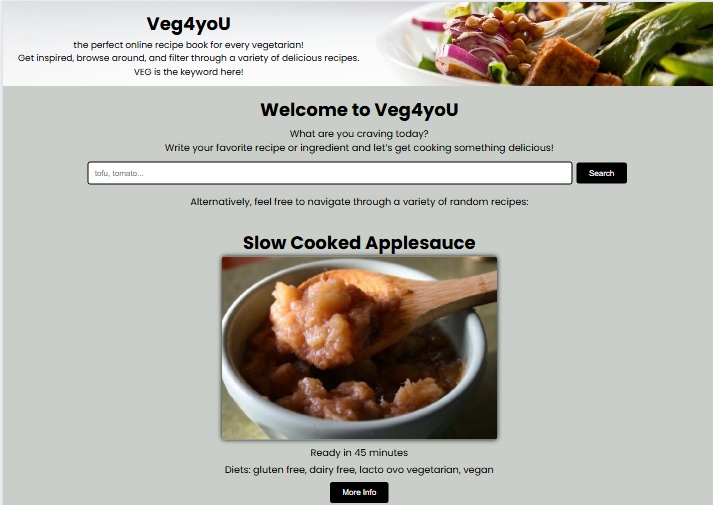 Veg4yoU
the perfect online recipe book for every vegetarian!
Get inspired, browse around, and filter through a variety of delicious recipes.
VEG is the keyword here!
Welcome to Veg4yoU
What are you craving today?
Write your favorite recipe or ingredient and let's get cooking something delicious!
tofu, tomato...
Search
Alternatively, feel free to navigate through a variety of random recipes:
Slow Cooked Applesauce
Ready in 45 minutes
Diets: gluten free, dairy free, lacto ovo vegetarian, vegan
More Info